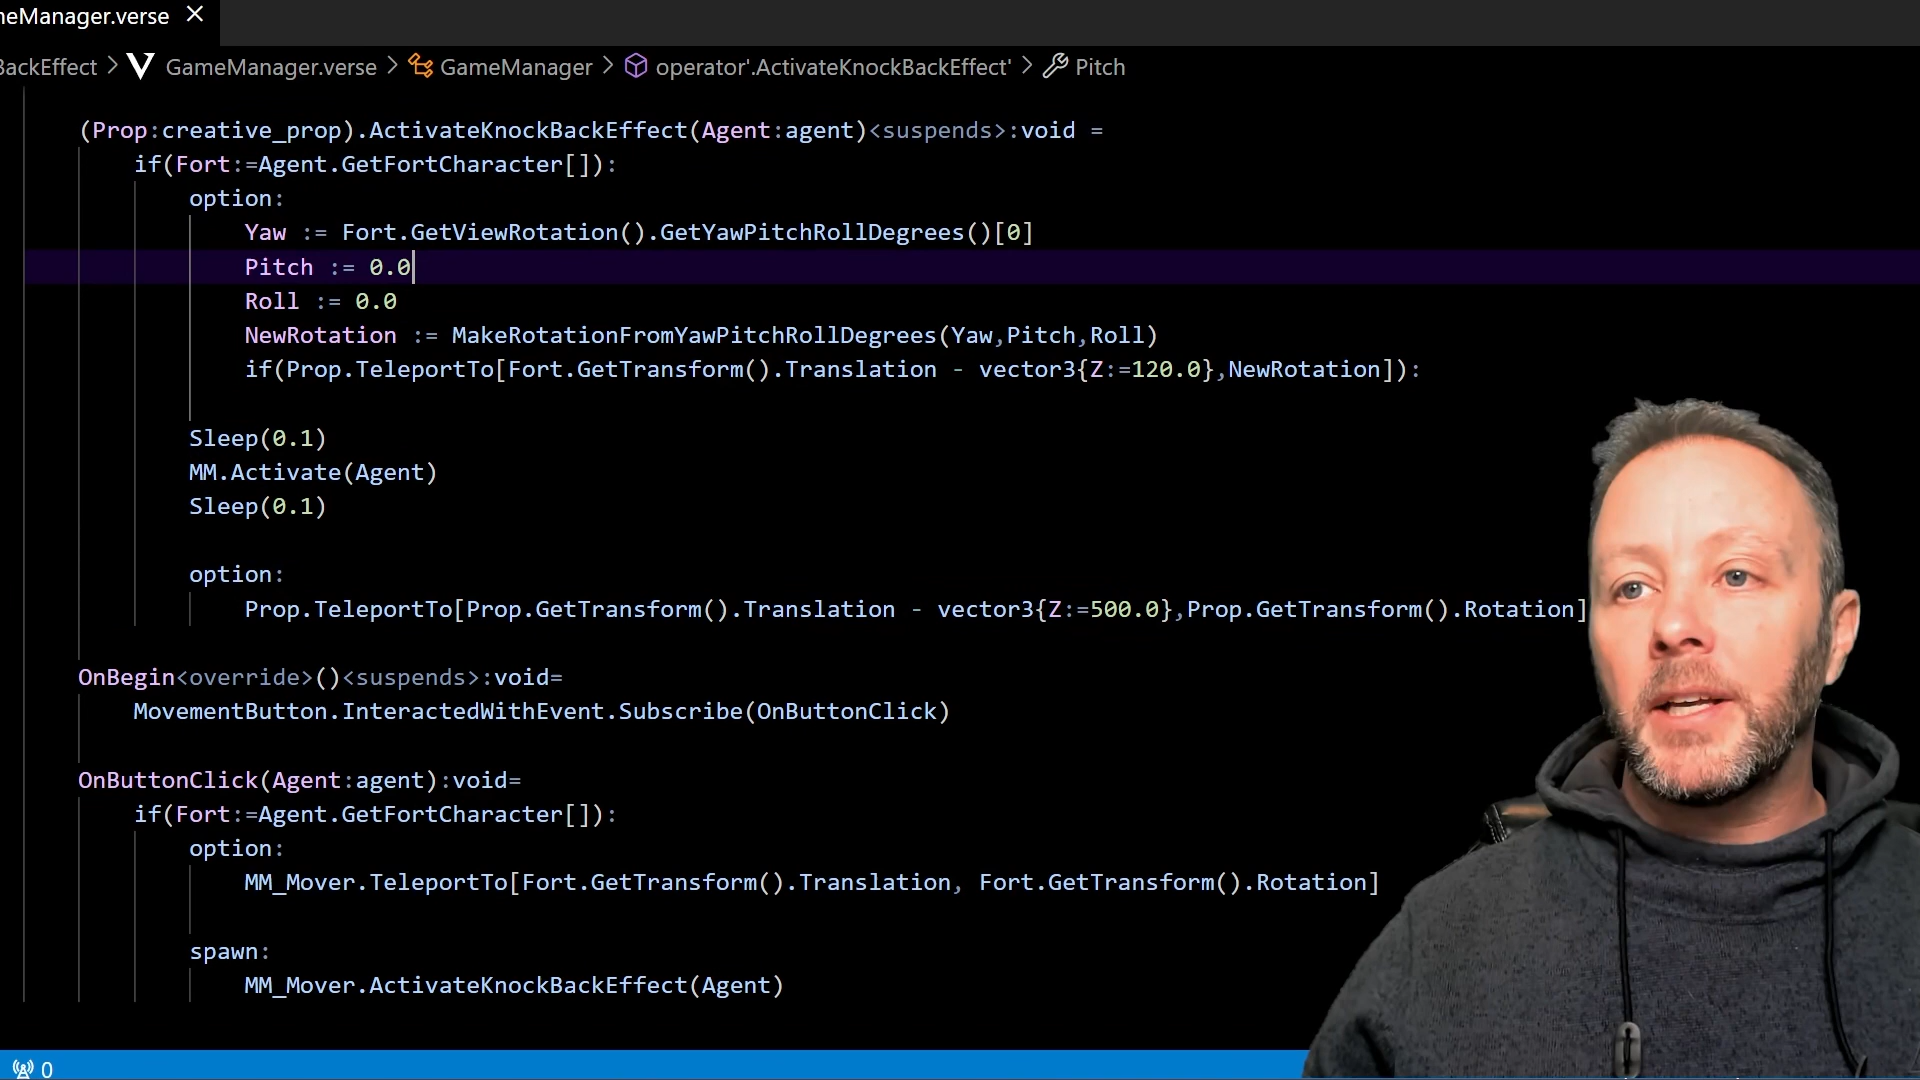 GameManager.verse
BackEffect GameManager.verse GameManager operator'.ActivateKnockBackEffect' Pitch
(Prop:creative_prop).ActivateKnockBackEffect(Agent:agent)<suspends>:void =
if(Fort:=Agent.GetFortCharacter[]):
option:
Yaw := Fort.GetViewRotation().GetYawPitchRollDegrees()[0]
Pitch := 0.0
Roll := 0.0
NewRotation := MakeRotationFromYawPitchRollDegrees(Yaw,Pitch,Roll)
if(Prop.TeleportTo[Fort.GetTransform().Translation - vector3{Z:=120.0},NewRotation]):
Sleep(0.1)
MM.Activate(Agent)
Sleep(0.1)
option:
Prop.TeleportTo[Prop.GetTransform().Translation - vector3{Z:=500.0},Prop.GetTransform().Rotation]
OnBegin<override>()<suspends>:void=
MovementButton.InteractedWithEvent.Subscribe(OnButtonClick)
OnButtonClick(Agent:agent):void=
if(Fort:=Agent.GetFortCharacter[]):
option:
MM_Mover.TeleportTo[Fort.GetTransform().Translation, Fort.GetTransform().Rotation]
spawn:
MM_Mover.ActivateKnockBackEffect(Agent)
0